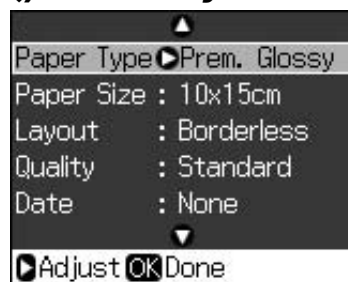 Paper Type Prem. Glossy
Paper Size : 10x15cm
Layout : Borderless
Quality : Standard
Date : None
Adjust OK Done